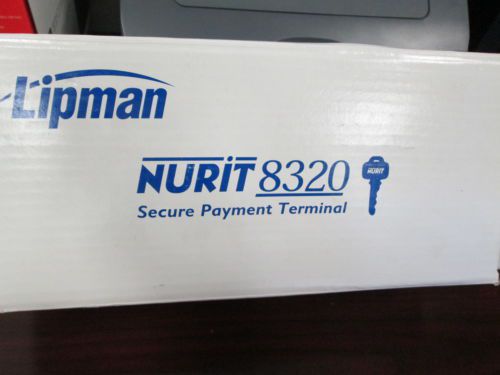 Lipman
NURIT 8320
NURIT
Secure Payment Terminal